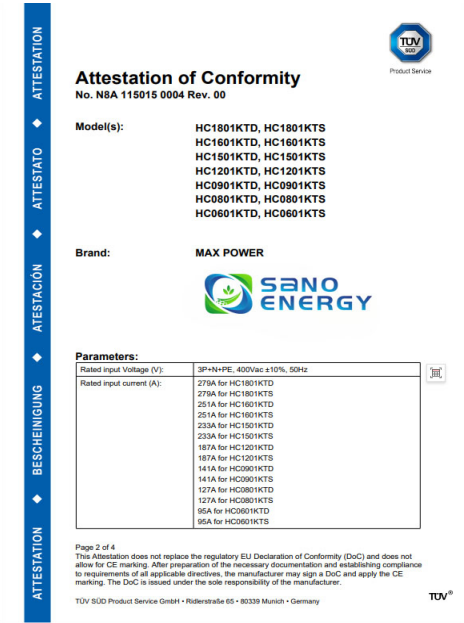 ATTESTATION ◆ ATTESTATO ◆ ATESTACIÓN ◆ BESCHEINIGUNG ◆ ATTESTATION
TÜV
SÜD
Product Service
Attestation of Conformity
No. N8A 115015 0004 Rev. 00
Model(s): HC1801KTD, HC1801KTS
HC1601KTD, HC1601KTS
HC1501KTD, HC1501KTS
HC1201KTD, HC1201KTS
HC0901KTD, HC0901KTS
HC0801KTD, HC0801KTS
HC0601KTD, HC0601KTS
Brand: MAX POWER
SANO
ENERGY
Parameters:
Rated input Voltage (V): 3P+N+PE, 400Vac ±10%, 50Hz
Rated input current (A): 279A for HC1801KTD
279A for HC1801KTS
251A for HC1601KTD
251A for HC1601KTS
233A for HC1501KTD
233A for HC1501KTS
187A for HC1201KTD
187A for HC1201KTS
141A for HC0901KTD
141A for HC0901KTS
127A for HC0801KTD
127A for HC0801KTS
95A for HC0601KTD
95A for HC0601KTS
Page 2 of 4
This Attestation does not replace the regulatory EU Declaration of Conformity (DoC) and does not
allow for CE marking. After preparation of the necessary documentation and establishing compliance
to requirements of all applicable directives, the manufacturer may sign a DoC and apply the CE
marking. The DoC is issued under the sole responsibility of the manufacturer.
TÜV SÜD Product Service GmbH • Ridlerstraße 65 • 80339 Munich • Germany
TÜV®